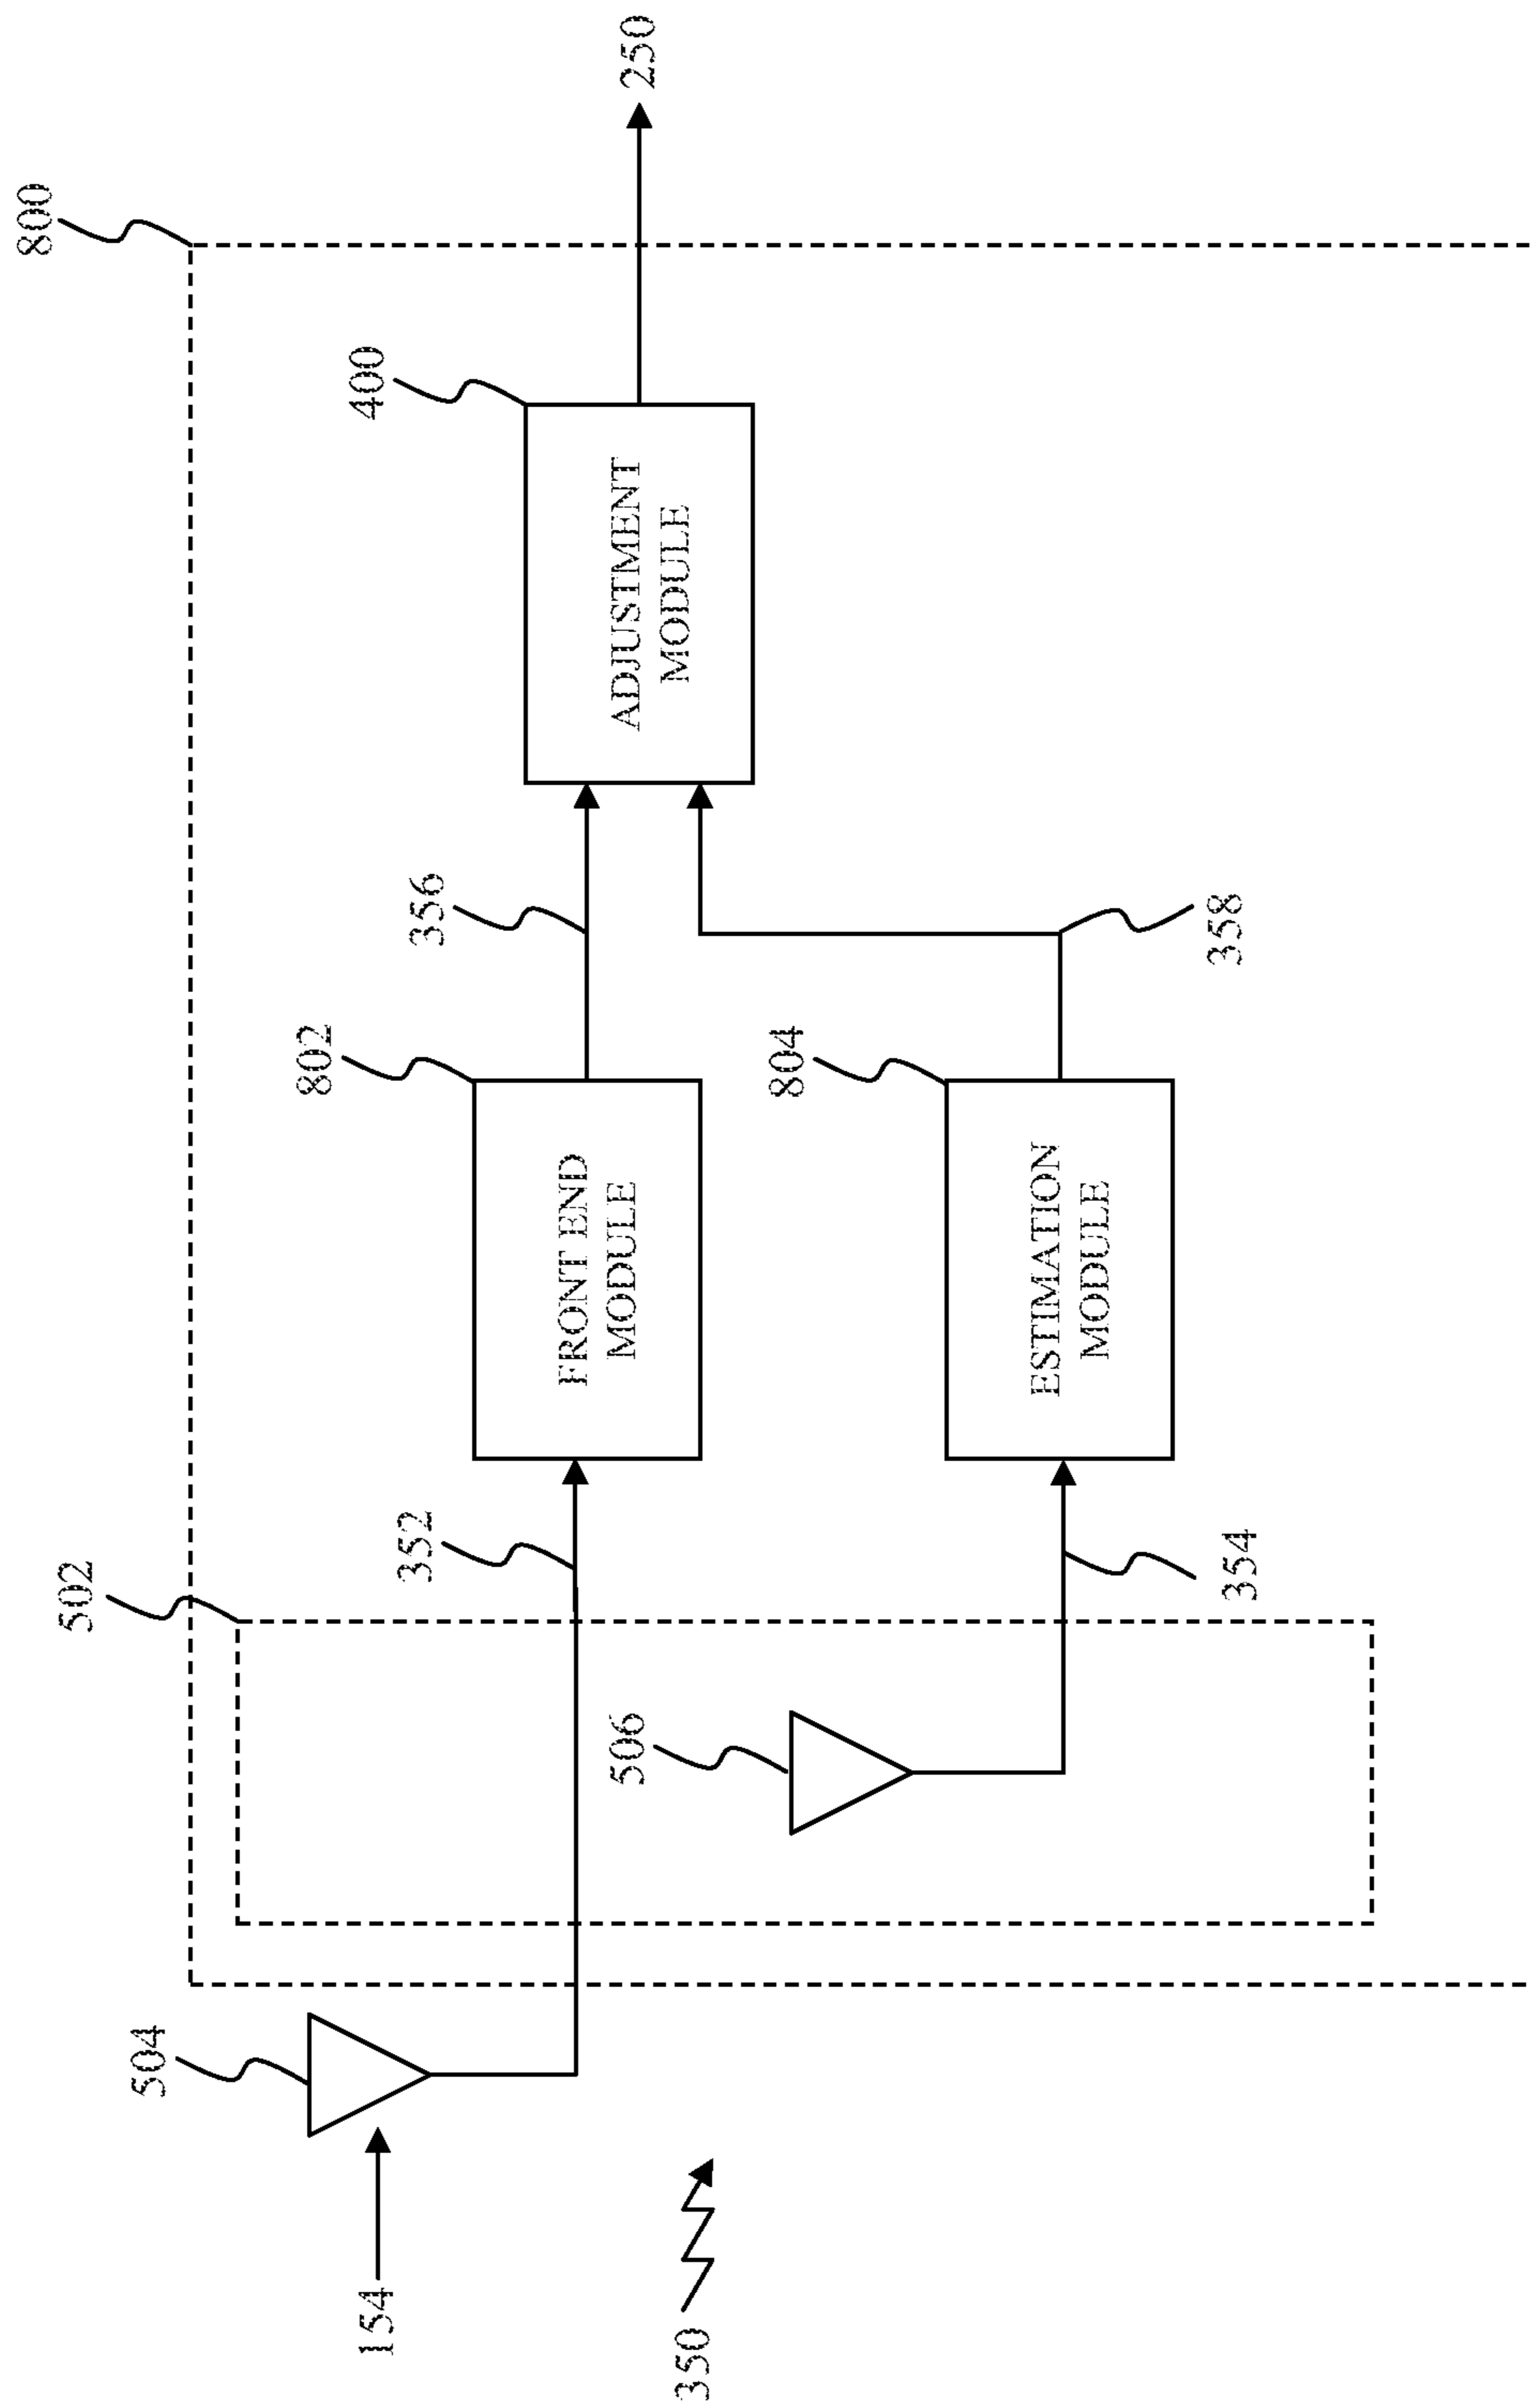 800
502
504
154
350
352
506
354
802
FRONT END
MODULE
804
ESTIMATION
MODULE
356
358
400
ADJUSTMENT
MODULE
250